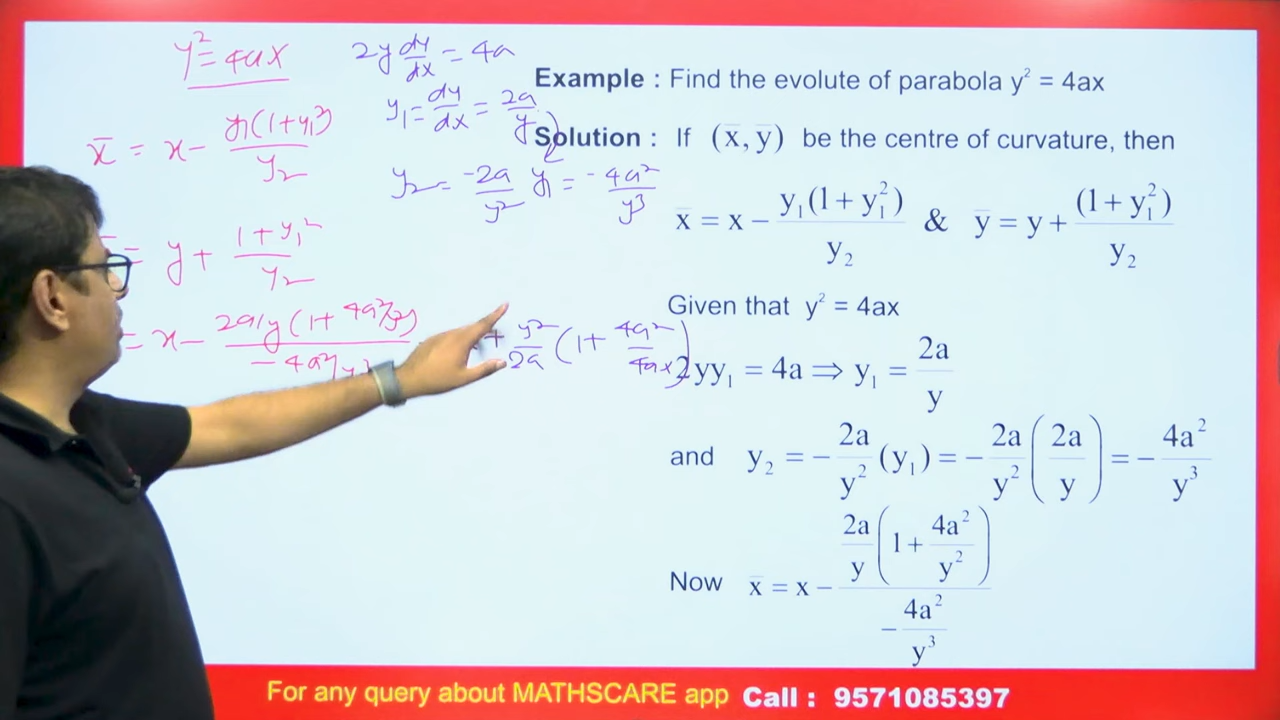 y² = 4ax
2y dy/dx = 4a
y₁ = dy/dx = 2a/y
x̄ = x - y₁(1+y₁²)/y₂
y₂ = -2a/y² y₁ = -4a²/y³
= y + 1+y₁²/y₂
= x - 2a/y (1 + 4a²/y²) / -4a²/y³
+ y²/2a (1 + 4a²/4ax)
Example : Find the evolute of parabola y² = 4ax
Solution : If (x̄, ȳ) be the centre of curvature, then
x̄ = x - y₁(1 + y₁²)/y₂ & ȳ = y + (1 + y₁²)/y₂
Given that y² = 4ax
2yy₁ = 4a ⇒ y₁ = 2a/y
and y₂ = - 2a/y² (y₁) = - 2a/y² (2a/y) = - 4a²/y³
Now x̄ = x - 2a/y (1 + 4a²/y²) / - 4a²/y³
For any query about MATHSCARE app Call : 9571085397